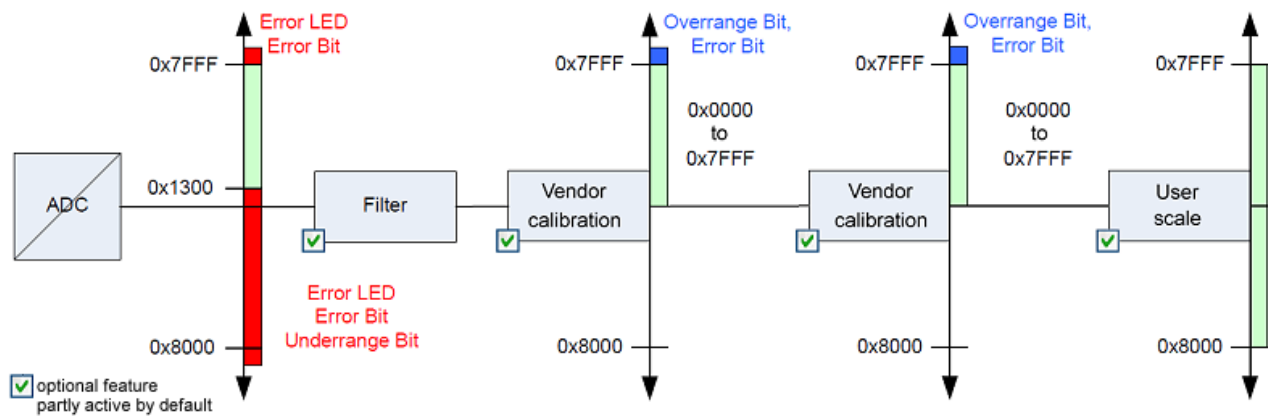 Error LED
Error Bit
0x7FFF
0x1300
0x8000
ADC
Error LED
Error Bit
Underrange Bit
Filter
Vendor
calibration
Overrange Bit,
Error Bit
0x7FFF
0x0000
to
0x7FFF
0x8000
Vendor
calibration
Overrange Bit,
Error Bit
0x7FFF
0x0000
to
0x7FFF
0x8000
User
scale
0x7FFF
0x8000
optional feature
partly active by default